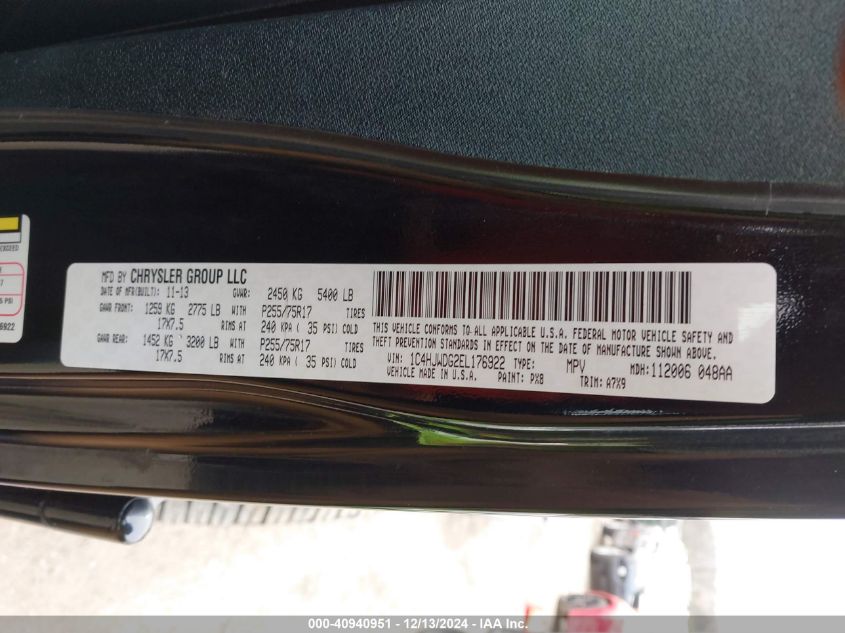 EXCEED
PSI
6922
MFD BY CHRYSLER GROUP LLC
DATE OF MFR(BUILT): 11-13 GVWR: 2450 KG 5400 LB
GAWR FRONT: 1259 KG 2775 LB WITH P255/75R17 TIRES
17X7.5 RIMS AT 240 KPA ( 35 PSI) COLD
GAWR REAR: 1452 KG 3200 LB WITH P255/75R17 TIRES
17X7.5 RIMS AT 240 KPA ( 35 PSI) COLD
THIS VEHICLE CONFORMS TO ALL APPLICABLE U.S.A. FEDERAL MOTOR VEHICLE SAFETY AND
THEFT PREVENTION STANDARDS IN EFFECT ON THE DATE OF MANUFACTURE SHOWN ABOVE.
VIN: 1C4HJWDG2EL176922 TYPE: MPV MDH: 112006 048AA
VEHICLE MADE IN U.S.A. PAINT: PX8 TRIM: A7X9
000-40940951 - 12/13/2024 - IAA Inc.